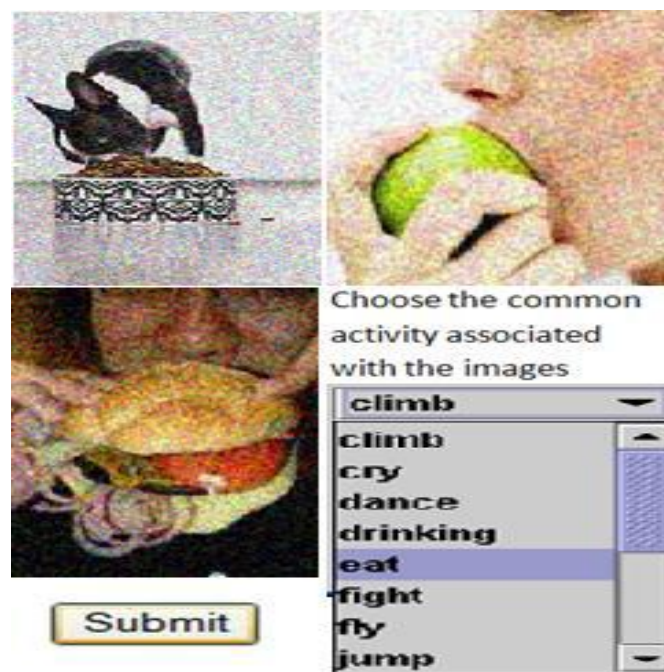 Choose the common
activity associated
with the images
climb
climb
cry
dance
drinking
eat
fight
fly
jump
Submit